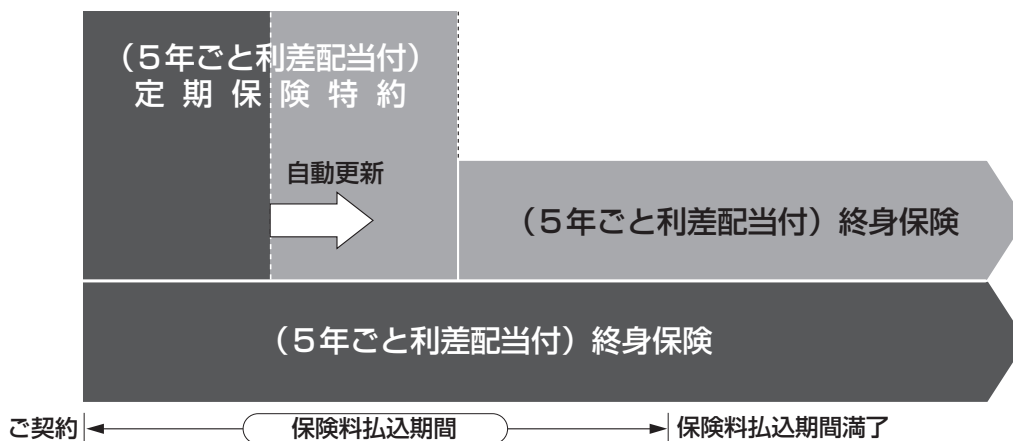 （5年ごと利差配当付）
定期保険特約
自動更新
（5年ごと利差配当付）終身保険
（5年ごと利差配当付）終身保険
ご契約 保険料払込期間 保険料払込期間満了